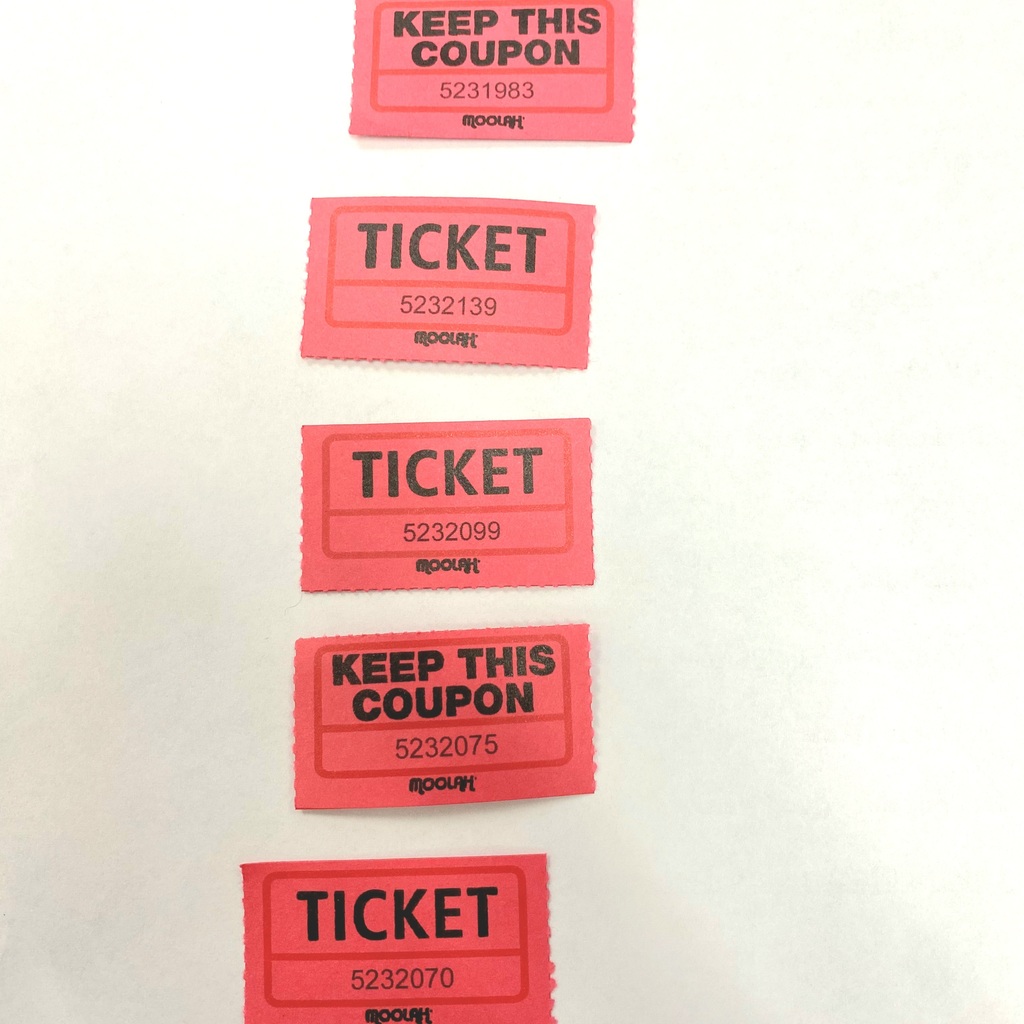 KEEP THIS
COUPON
5231983
MOOLAH
TICKET
5232139
MOOLAH
TICKET
5232099
MOOLAH
KEEP THIS
COUPON
5232075
MOOLAH
TICKET
5232070
MOOLAH